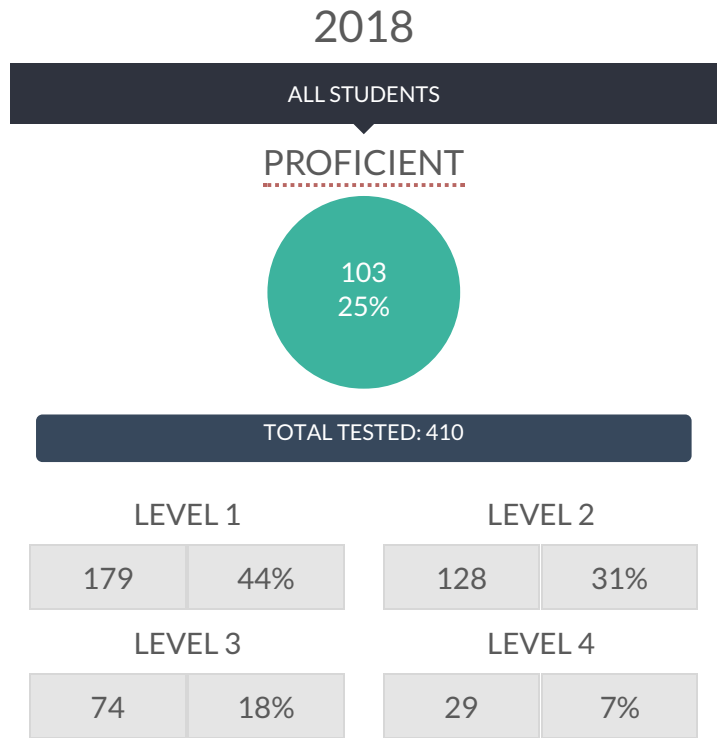 2018
ALL STUDENTS
PROFICIENT
103
25%
TOTAL TESTED: 410
LEVEL 1 LEVEL 2
179 44% 128 31%
LEVEL 3 LEVEL 4
74 18% 29 7%